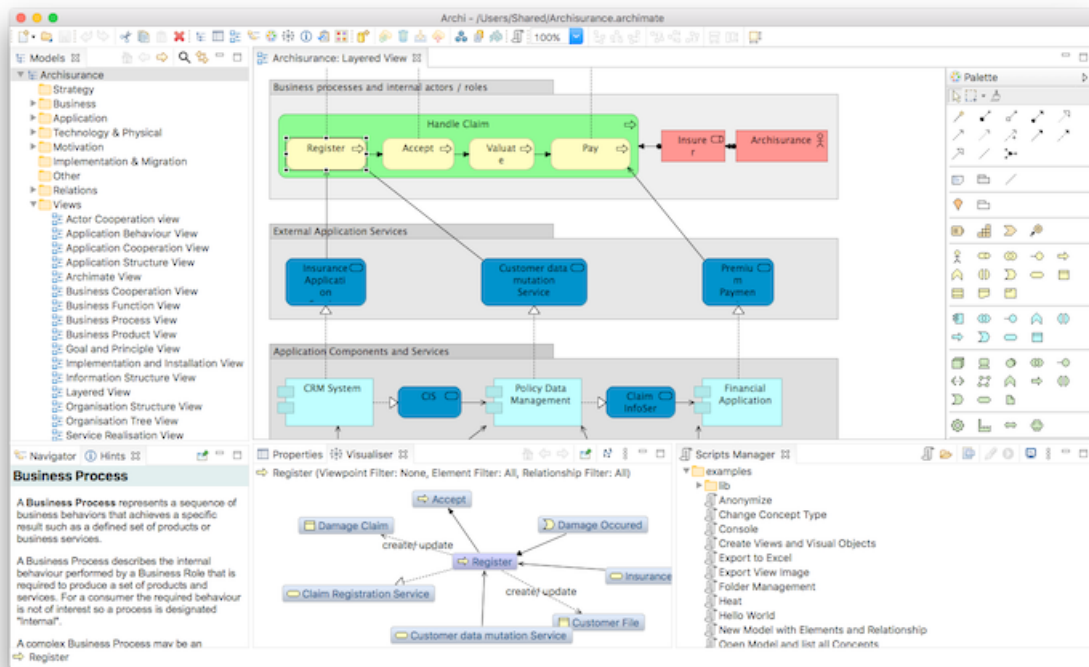 Archi - /Users/Shared/Archisurance.archimate
100%
Models
Archisurance
Strategy
Business
Application
Technology & Physical
Motivation
Implementation & Migration
Other
Relations
Views
Actor Cooperation view
Application Behaviour View
Application Cooperation View
Application Structure View
Archimate View
Business Cooperation View
Business Function View
Business Process View
Business Product View
Goal and Principle View
Implementation and Installation View
Information Structure View
Layered View
Organisation Structure View
Organisation Tree View
Service Realisation View
Archisurance: Layered View
Business processes and internal actors / roles
Handle Claim
Register
Accept
Valuat
e
Pay
Insure
r
Archisurance
External Application Services
Insurance
Applicati
on
Customer data
mutation
Service
Premiu
m
Paymen
Application Components and Services
CRM System
CIS
Policy Data
Management
Claim
InfoSer
Financial
Application
Palette
Navigator
Hints
Business Process
A Business Process represents a sequence of
business behaviors that achieves a specific
result such as a defined set of products or
business services.
A Business Process describes the internal
behaviour performed by a Business Role that is
required to produce a set of products and
services. For a consumer the required behaviour
is not of interest so a process is designated
"internal".
A complex Business Process may be an
Register
Properties
Visualiser
Register (Viewpoint Filter: None, Element Filter: All, Relationship Filter: All)
Accept
Damage Claim
Damage Occured
create/update
Register
Insurance
Claim Registration Service
create/update
Customer File
Customer data mutation Service
Scripts Manager
examples
lib
Anonymize
Change Concept Type
Console
Create Views and Visual Objects
Export to Excel
Export View Image
Folder Management
Heat
Hello World
New Model with Elements and Relationship
Open Model and list all Concepts